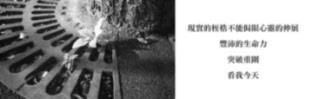 現實的桎梏不能侷限心靈的伸展
豐沛的生命力
突破重圍
看我今天